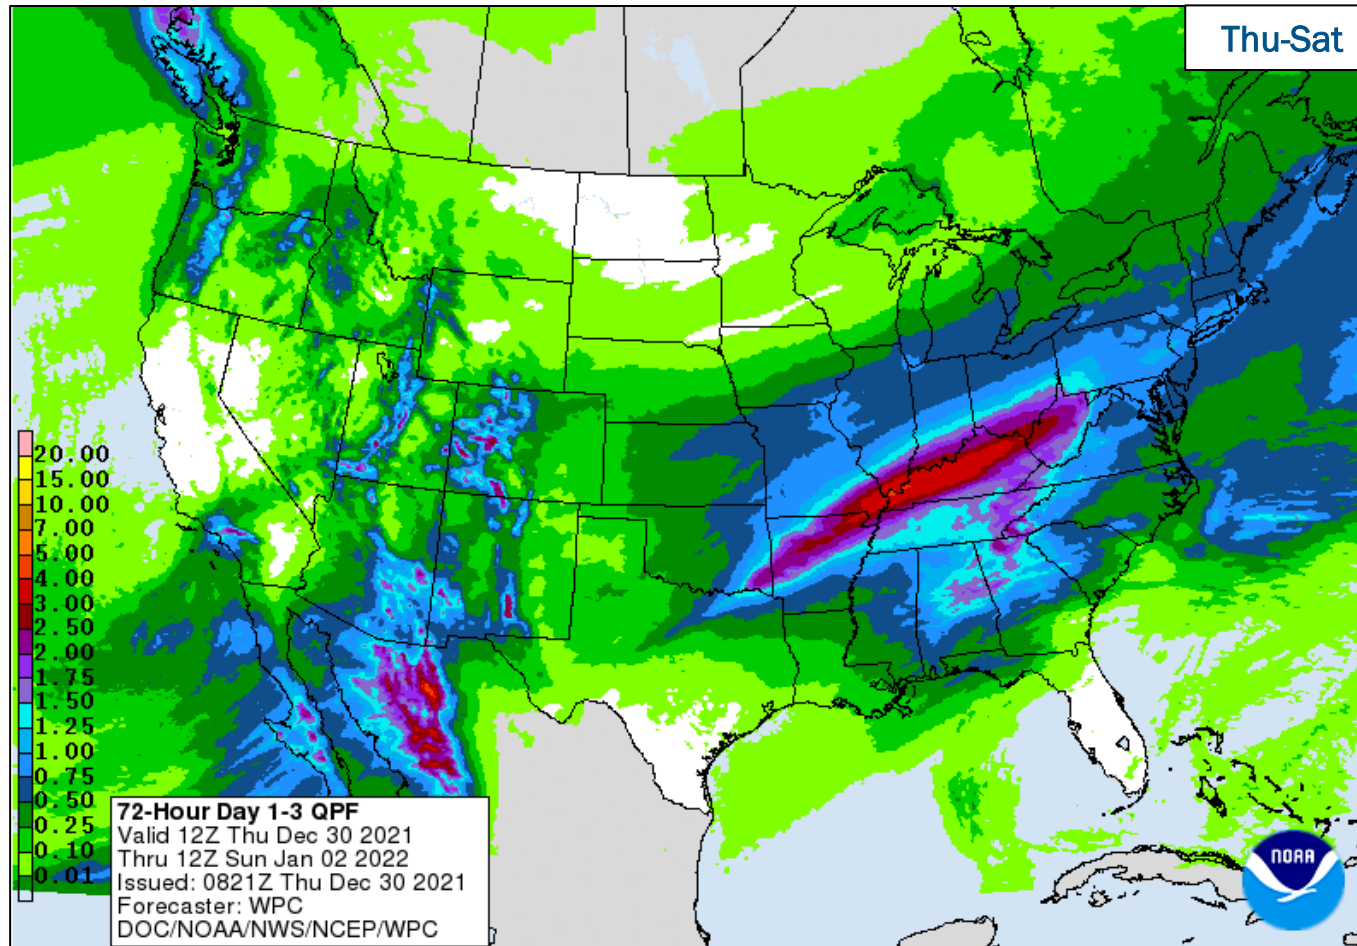 Thu-Sat
20.00
15.00
10.00
7.00
5.00
4.00
3.00
2.50
2.00
1.75
1.50
1.25
1.00
0.75
0.50
0.25
0.10
0.01
72-Hour Day 1-3 QPF
Valid 12Z Thu Dec 30 2021
Thru 12Z Sun Jan 02 2022
Issued: 0821Z Thu Dec 30 2021
Forecaster: WPC
DOC/NOAA/NWS/NCEP/WPC
NOAA